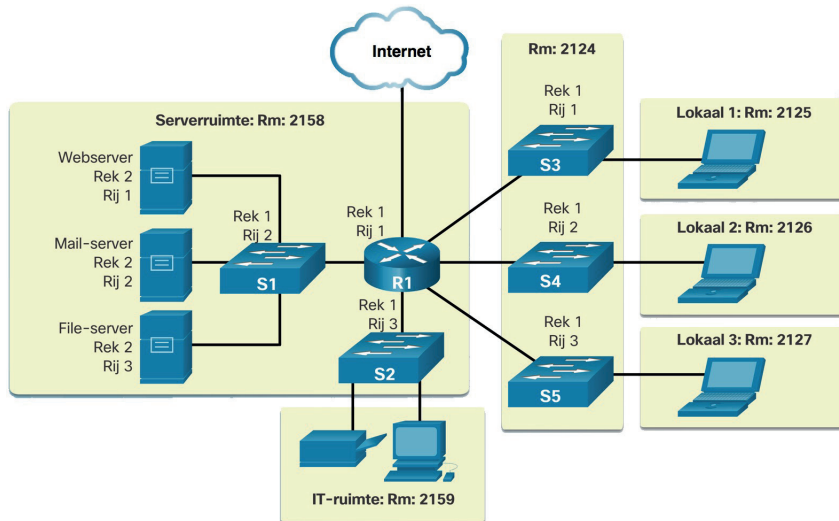 Internet
Rm: 2124
Serverruimte: Rm: 2158
Webserver
Rek 2
Rij 1
Mail-server
Rek 2
Rij 2
File-server
Rek 2
Rij 3
Rek 1
Rij 2
S1
Rek 1
Rij 1
R1
Rek 1
Rij 3
S2
IT-ruimte: Rm: 2159
Rek 1
Rij 1
S3
Rek 1
Rij 2
S4
Rek 1
Rij 3
S5
Lokaal 1: Rm: 2125
Lokaal 2: Rm: 2126
Lokaal 3: Rm: 2127